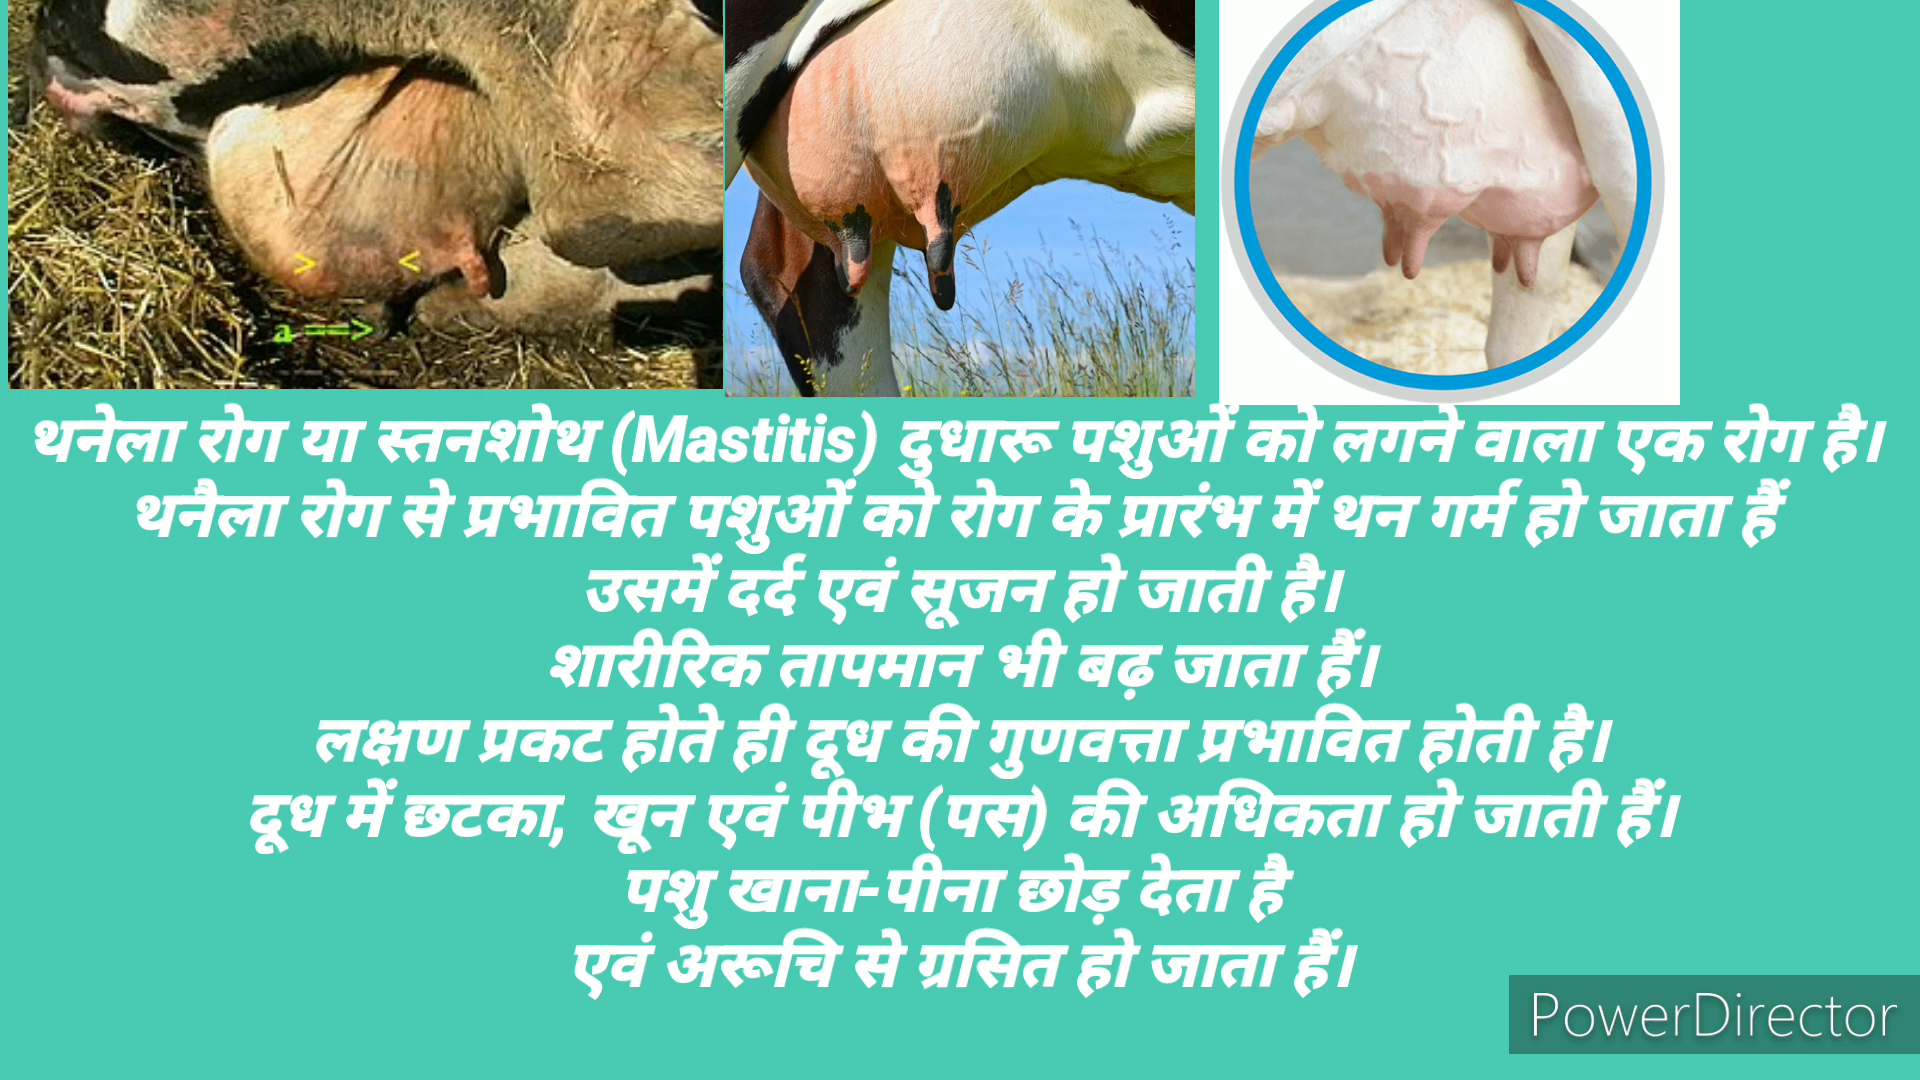 > <
a ==>
थनेला रोग या स्तनशोथ (Mastitis) दुधारू पशुओं को लगने वाला एक रोग है।
थनैला रोग से प्रभावित पशुओं को रोग के प्रारंभ में थन गर्म हो जाता हैं
उसमें दर्द एवं सूजन हो जाती है।
शारीरिक तापमान भी बढ़ जाता हैं।
लक्षण प्रकट होते ही दूध की गुणवत्ता प्रभावित होती है।
दूध में छटका, खून एवं पीभ (पस) की अधिकता हो जाती हैं।
पशु खाना-पीना छोड़ देता है
एवं अरूचि से ग्रसित हो जाता हैं।
PowerDirector